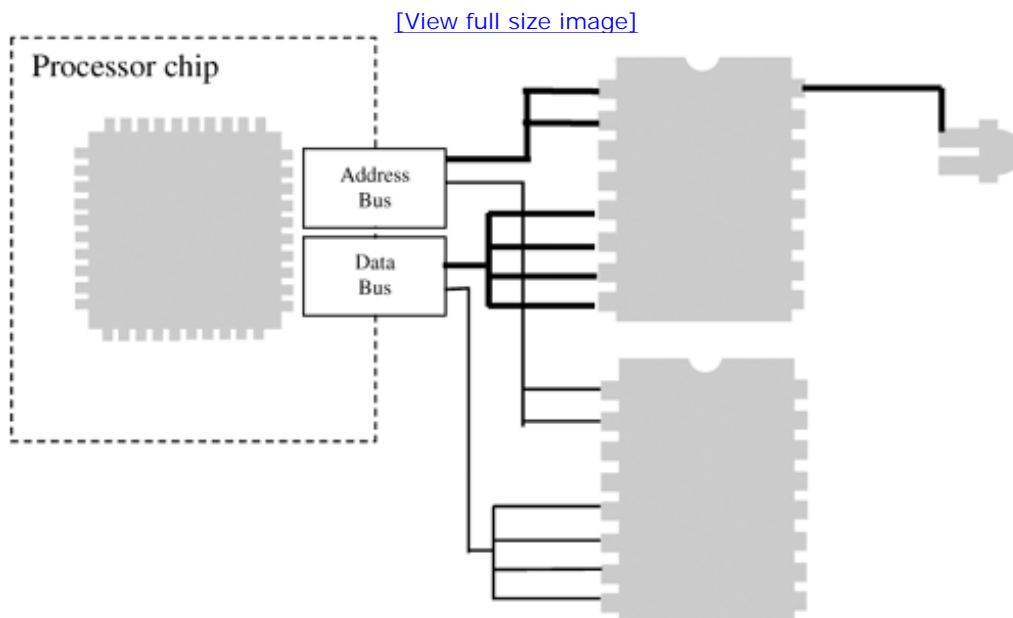 [View full size image]
Processor chip
Address
Bus
Data
Bus